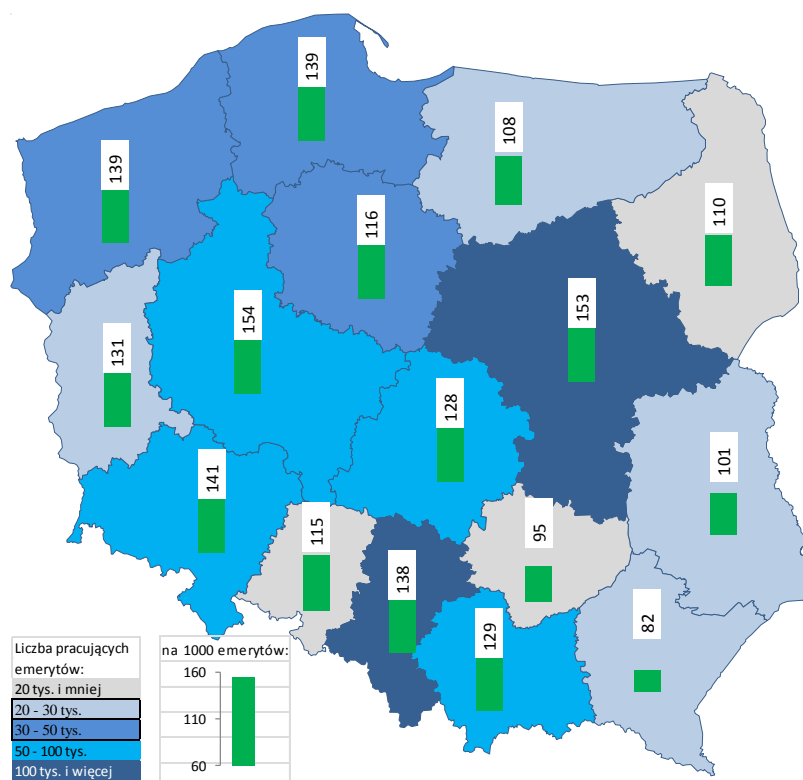 139
139
108
110
116
154
153
131
128
141
101
115
95
138
129
82
Liczba pracujących
emerytów:
20 tys. i mniej
20 - 30 tys.
30 - 50 tys.
50 - 100 tys.
100 tys. i więcej
na 1000 emerytów:
160
110
60